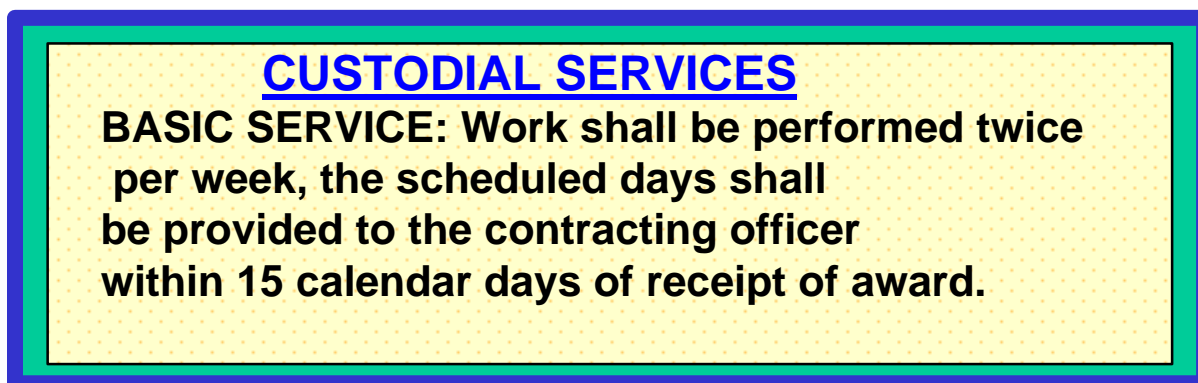 CUSTODIAL SERVICES
BASIC SERVICE: Work shall be performed twice
per week, the scheduled days shall
be provided to the contracting officer
within 15 calendar days of receipt of award.